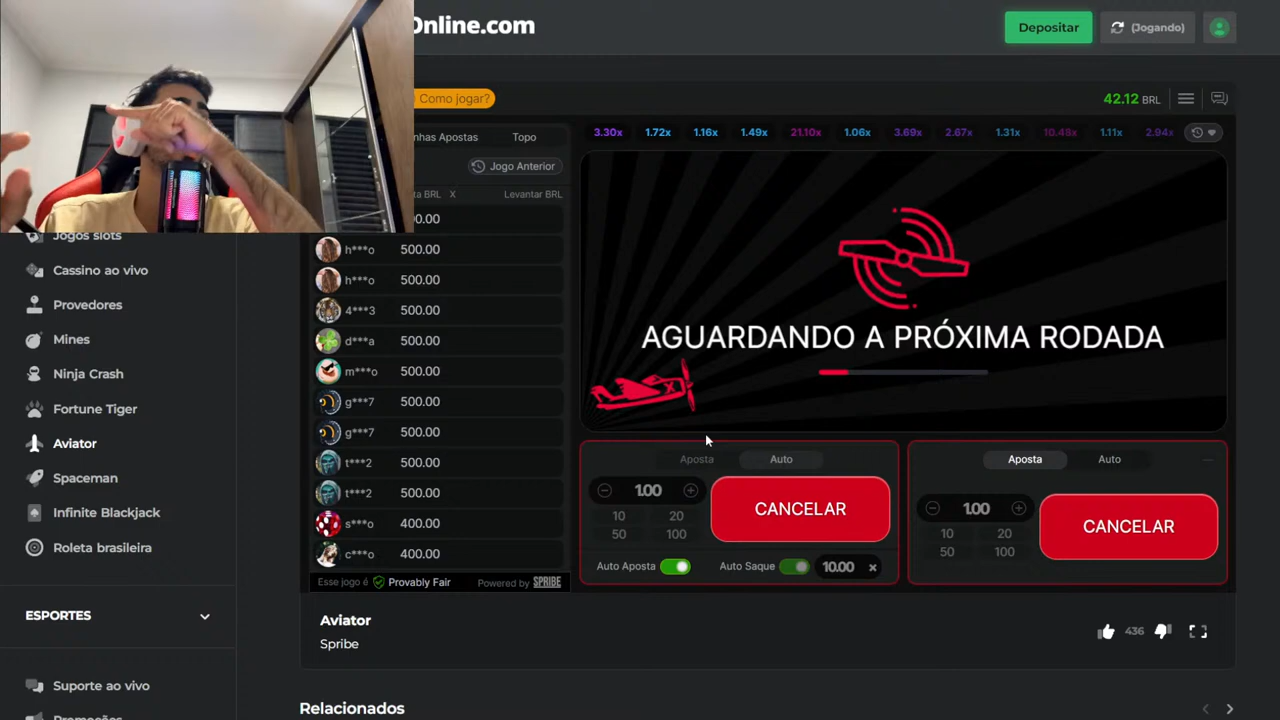 Online.com
Depositar
(Jogando)
Como jogar?
42.12 BRL
3.30x 1.72x 1.16x 1.49x 21.10x 1.06x 3.69x 2.67x 1.31x 10.48x 1.11x 2.94x
Apostas
Topo
Jogo Anterior
BRL X Levantar BRL
h***o 500.00
h***o 500.00
4***3 500.00
d***a 500.00
m***o 500.00
g***7 500.00
g***7 500.00
t***2 500.00
t***2 500.00
s***o 400.00
c***o 400.00
Esse jogo é Provably Fair Powered by SPRIBE
AGUARDANDO A PRÓXIMA RODADA
Aposta Auto
1.00
10 20
50 100
CANCELAR
Auto Aposta Auto Saque 10.00 x
Aposta Auto
1.00
10 20
50 100
CANCELAR
Jogos slots
Cassino ao vivo
Provedores
Mines
Ninja Crash
Fortune Tiger
Aviator
Spaceman
Infinite Blackjack
Roleta brasileira
ESPORTES
Suporte ao vivo
Aviator
Spribe
436
Relacionados